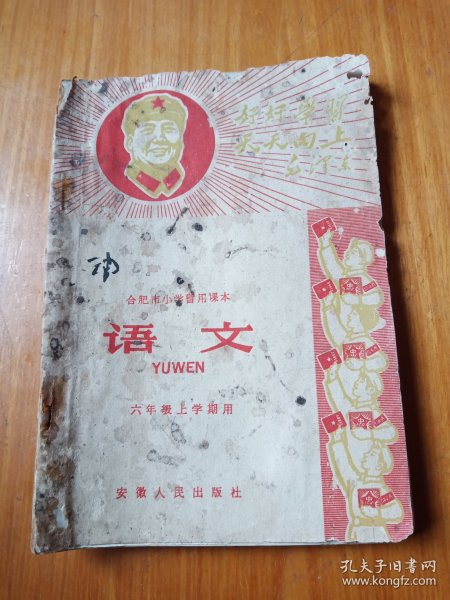 好好学习
天天向上
毛泽东
合肥市小学暂用课本
语文
YUWEN
六年级上学期用
安徽人民出版社
孔夫子旧书网
www.kongfz.com